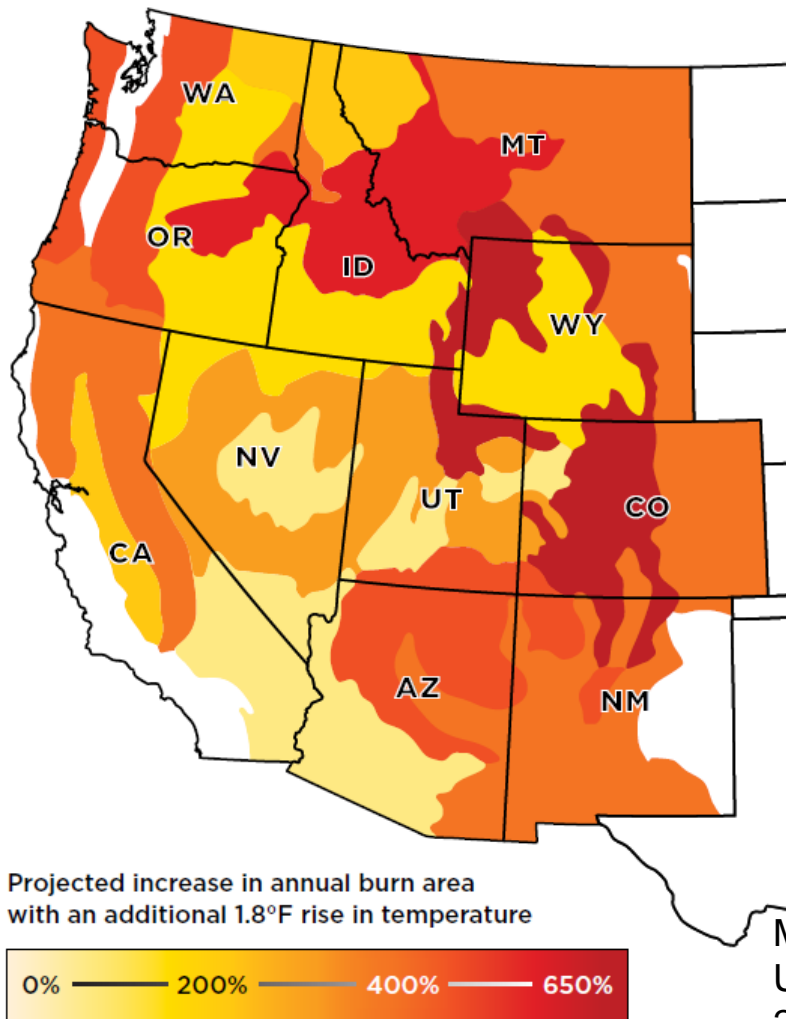 WA
MT
OR
ID
WY
NV
UT
CO
CA
AZ
NM
Projected increase in annual burn area
with an additional 1.8°F rise in temperature
0% 200% 400% 650%